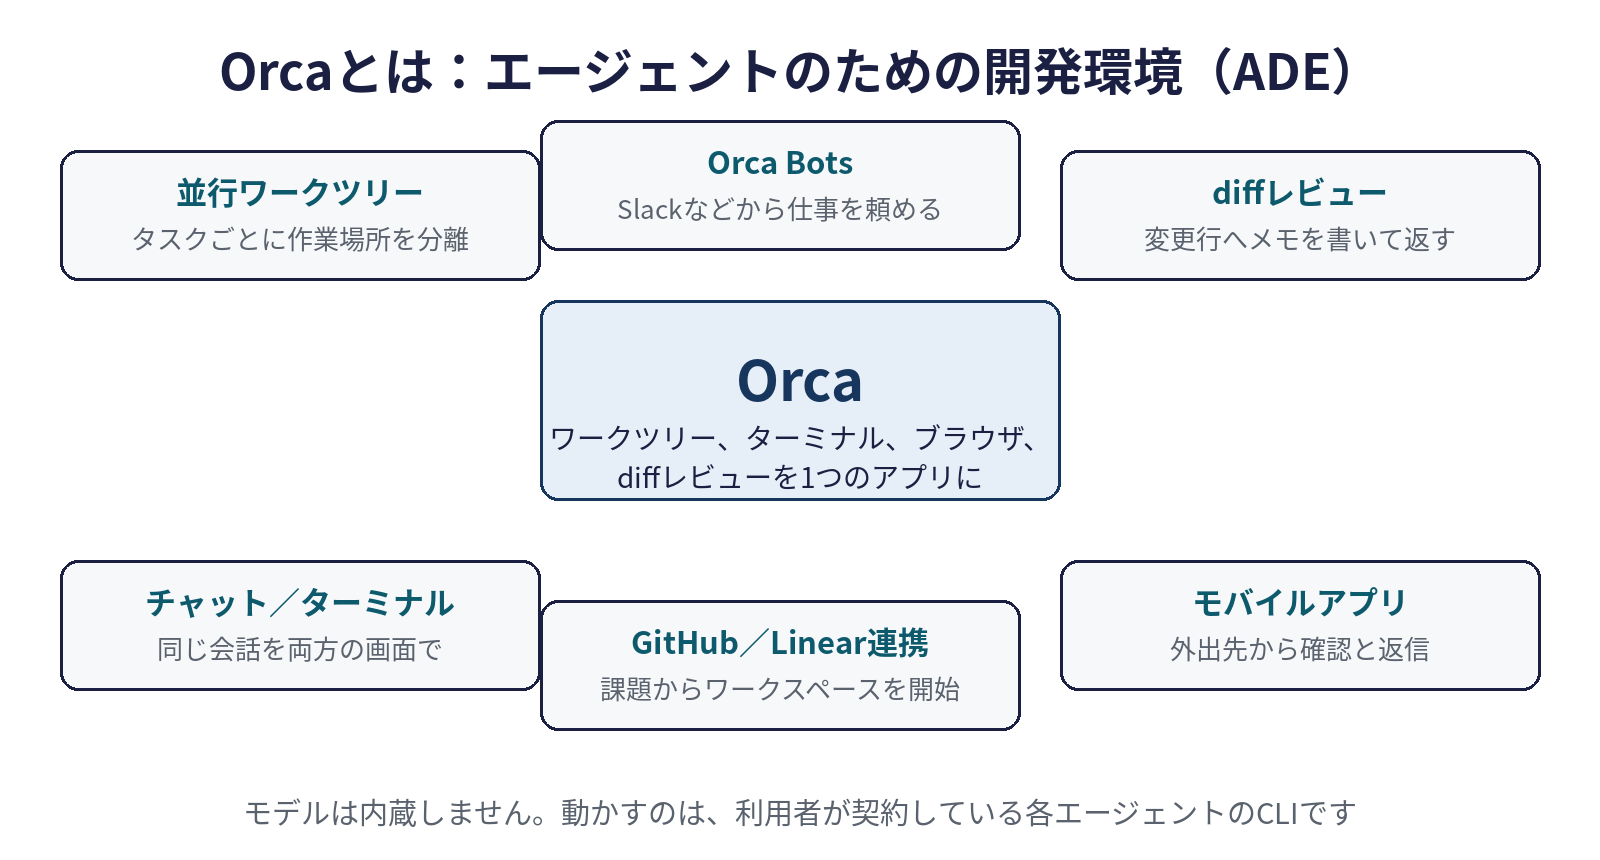 Orcaとは：エージェントのための開発環境（ADE）
並行ワークツリー
タスクごとに作業場所を分離
Orca Bots
Slackなどから仕事を頼める
diffレビュー
変更行へメモを書いて返す
Orca
ワークツリー、ターミナル、ブラウザ、
diffレビューを1つのアプリに
チャット／ターミナル
同じ会話を両方の画面で
GitHub／Linear連携
課題からワークスペースを開始
モバイルアプリ
外出先から確認と返信
モデルは内蔵しません。動かすのは、利用者が契約している各エージェントのCLIです